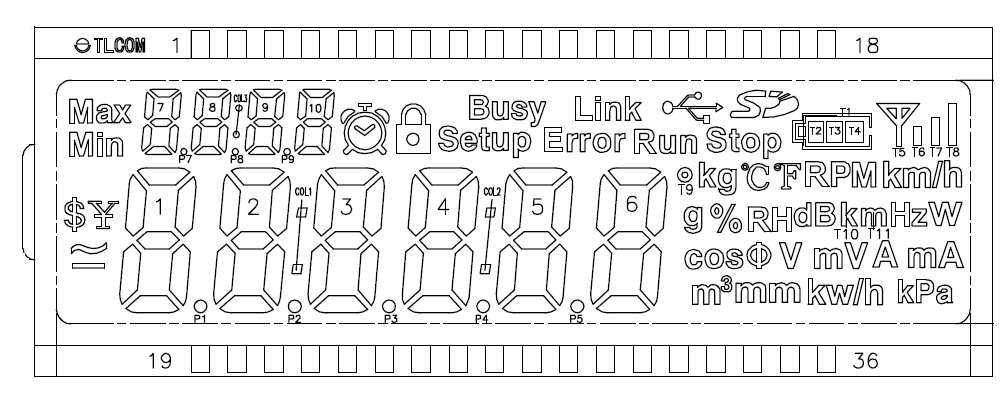 TLCOM 1 18
Max 7 8 COL3 9 10 Busy Link SD T1
Min P7 P8 P9 Setup Error Run Stop T2 T3 T4 T5 T6 T7 T8
T9 kg °C °F RPM km/h
$ ¥ 1 2 COL1 3 4 COL2 5 6 g % RH dB km Hz W
T10 T11
≃ cosΦ V mV A mA
m³ mm kw/h kPa
P1 P2 P3 P4 P5
19 36